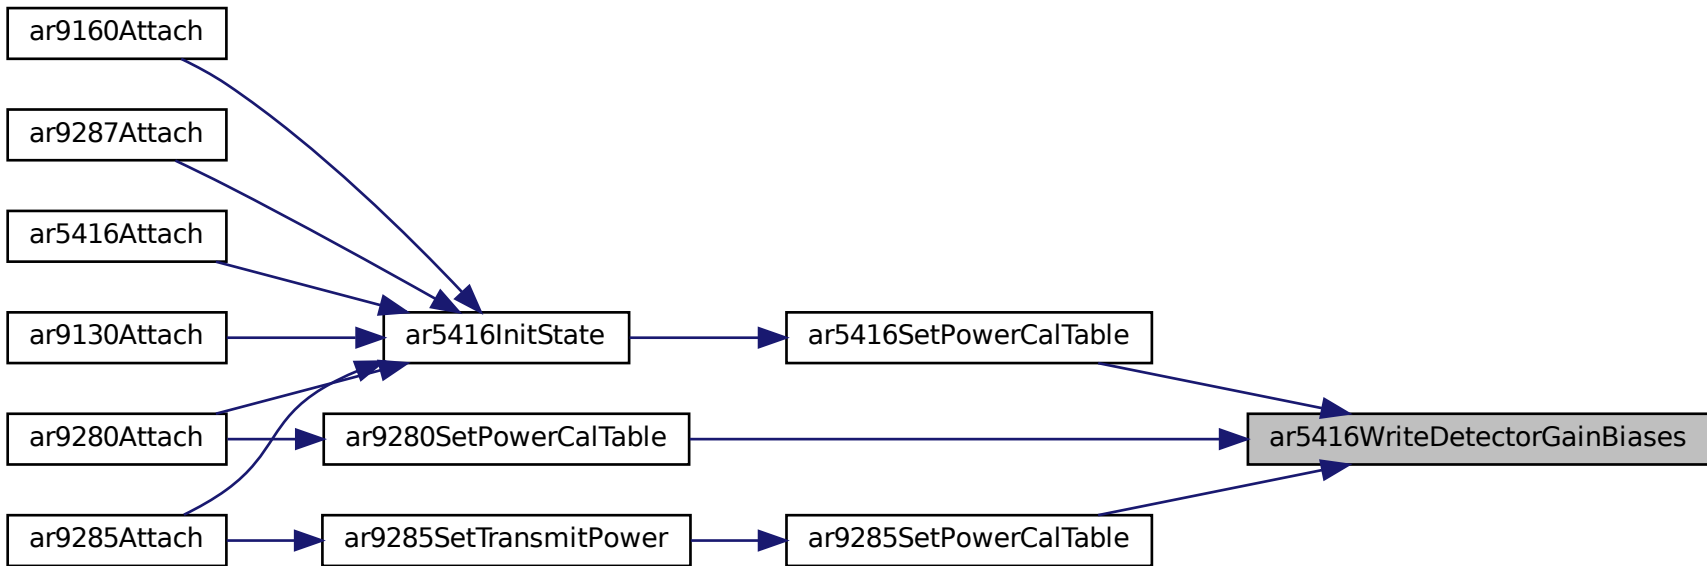 ar9160Attach
ar9287Attach
ar5416Attach
ar9130Attach
ar5416InitState
ar5416SetPowerCalTable
ar9280Attach
ar9280SetPowerCalTable
ar5416WriteDetectorGainBiases
ar9285Attach
ar9285SetTransmitPower
ar9285SetPowerCalTable